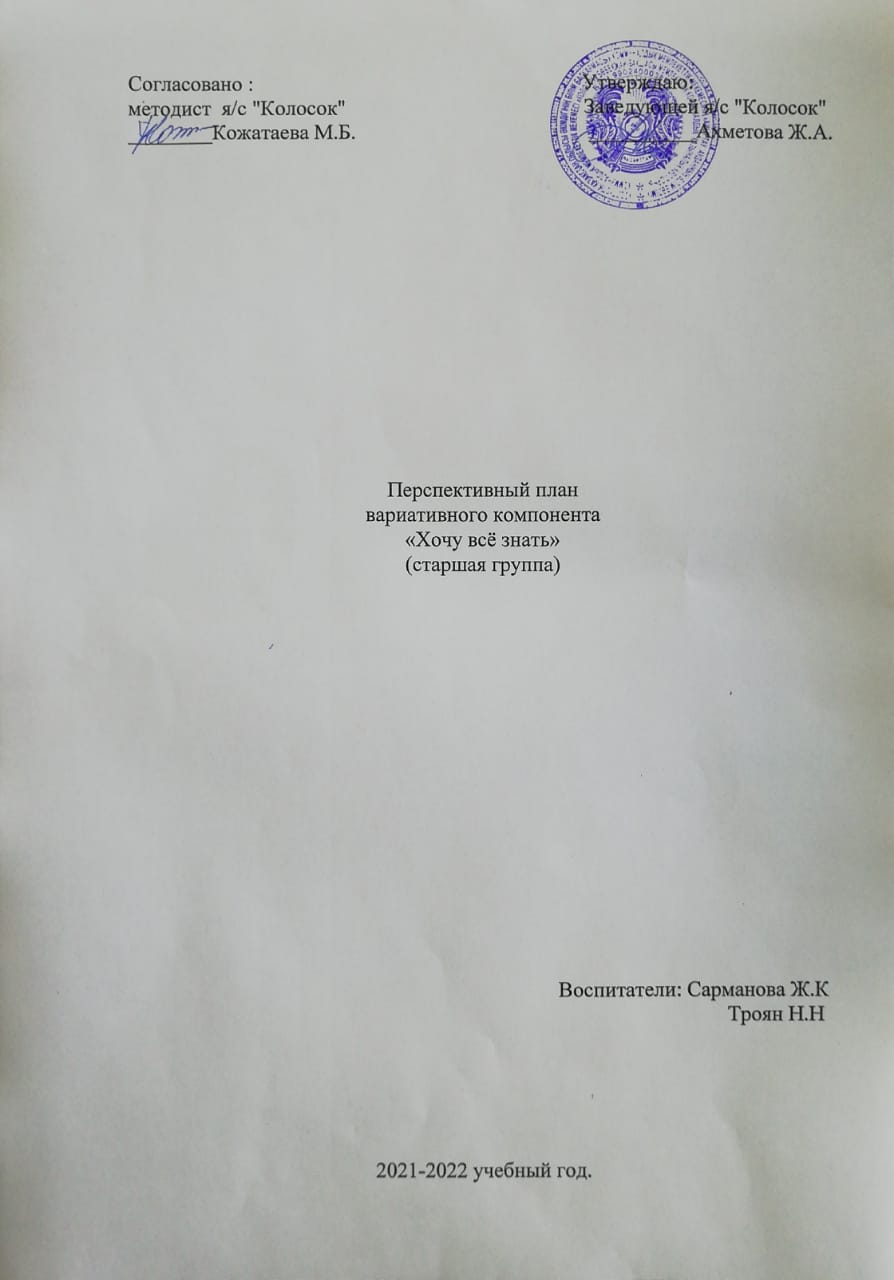 Согласовано :
методист я/с "Колосок"
Кожатаева М.Б.
Утверждаю:
Заведующей я/с "Колосок"
Ахметова Ж.А.
Перспективный план
вариативного компонента
«Хочу всё знать»
(старшая группа)
Воспитатели: Сарманова Ж.К
Троян Н.Н
2021-2022 учебный год.